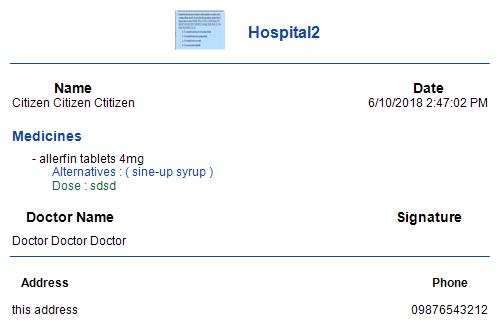 Hospital2
Name Date
Citizen Citizen Ctitizen 6/10/2018 2:47:02 PM
Medicines
- allerfin tablets 4mg
Alternatives : ( sine-up syrup )
Dose : sdsd
Doctor Name Signature
Doctor Doctor Doctor
Address Phone
this address 09876543212